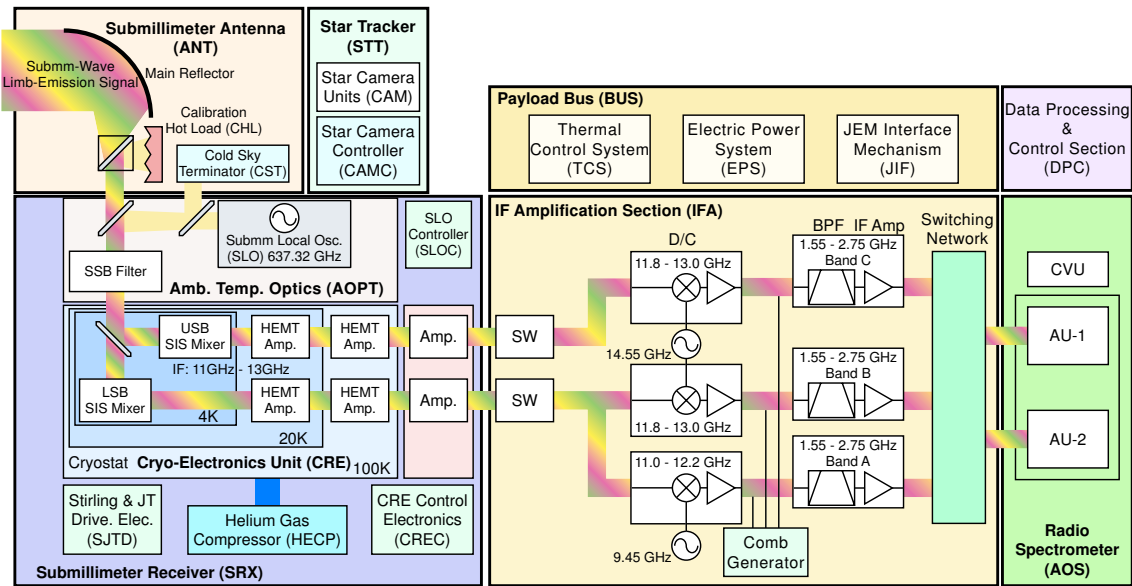 Submillimeter Antenna
(ANT)
Submm-Wave
Limb-Emission Signal
Main Reflector
Calibration
Hot Load (CHL)
Cold Sky
Terminator (CST)
Star Tracker
(STT)
Star Camera
Units (CAM)
Star Camera
Controller
(CAMC)
Payload Bus (BUS)
Thermal
Control System
(TCS)
Electric Power
System
(EPS)
JEM Interface
Mechanism
(JIF)
Data Processing
&
Control Section
(DPC)
SSB Filter
Submm Local Osc.
(SLO) 637.32 GHz
Amb. Temp. Optics (AOPT)
SLO
Controller
(SLOC)
USB
SIS Mixer
HEMT
Amp.
HEMT
Amp.
Amp.
IF: 11GHz - 13GHz
LSB
SIS Mixer
HEMT
Amp.
HEMT
Amp.
Amp.
4K
20K
Cryostat Cryo-Electronics Unit (CRE)
100K
Stirling & JT
Drive. Elec.
(SJTD)
Helium Gas
Compressor (HECP)
CRE Control
Electronics
(CREC)
Submillimeter Receiver (SRX)
IF Amplification Section (IFA)
D/C
BPF IF Amp
Switching
Network
11.8 - 13.0 GHz
1.55 - 2.75 GHz
Band C
SW
14.55 GHz
SW
11.8 - 13.0 GHz
1.55 - 2.75 GHz
Band B
11.0 - 12.2 GHz
1.55 - 2.75 GHz
Band A
9.45 GHz
Comb
Generator
CVU
AU-1
AU-2
Radio
Spectrometer
(AOS)